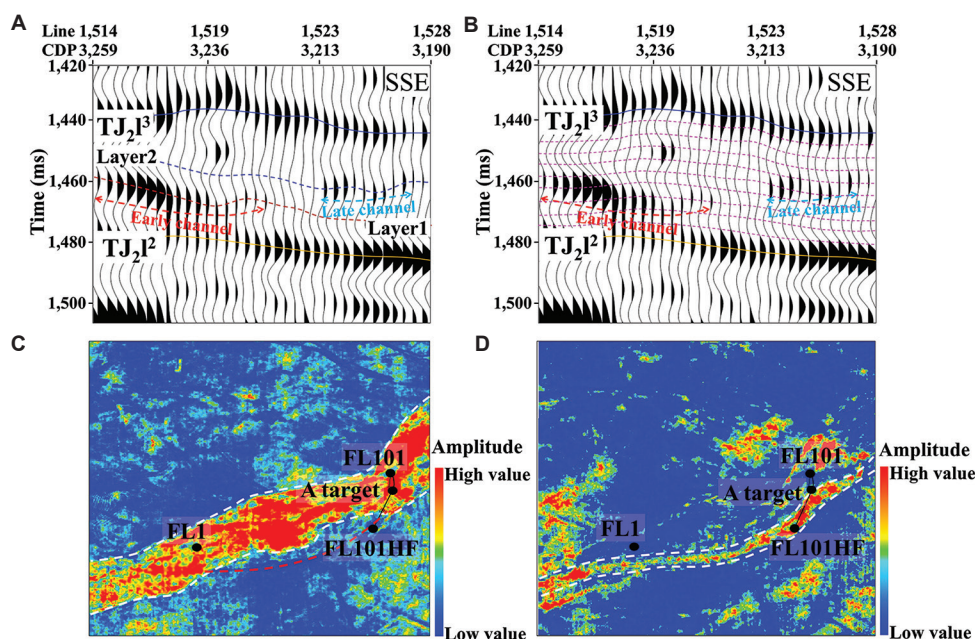 A
Line 1,514 1,519 1,523 1,528
CDP 3,259 3,236 3,213 3,190
1,420
1,440
1,460
1,480
1,500
Time (ms)
SSE
TJ₂l³
Layer2
Early channel
Late channel
Layer1
TJ₂l²
B
Line 1,514 1,519 1,523 1,528
CDP 3,259 3,236 3,213 3,190
1,420
1,440
1,460
1,480
1,500
Time (ms)
SSE
TJ₂l³
Early channel
Late channel
TJ₂l²
C
FL101
A target
FL1
FL101HF
Amplitude
High value
Low value
D
FL101
A target
FL1
FL101HF
Amplitude
High value
Low value